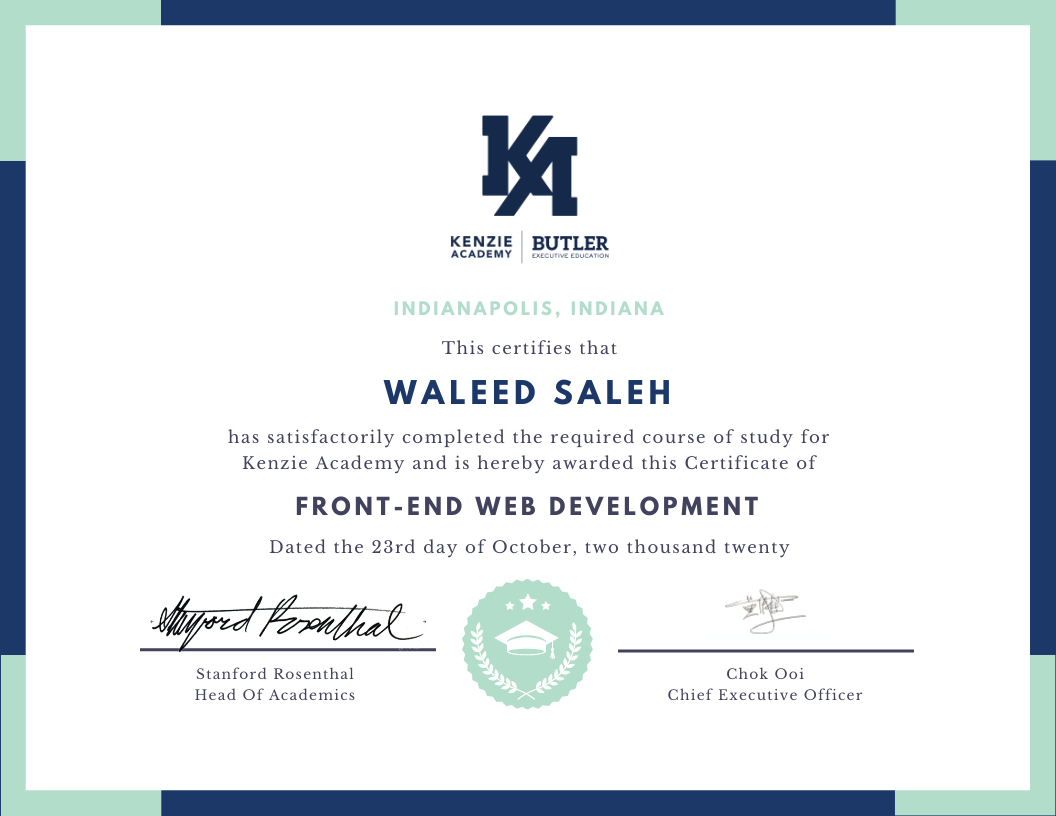 KA
KENZIE ACADEMY | BUTLER EXECUTIVE EDUCATION
INDIANAPOLIS, INDIANA
This certifies that
WALEED SALEH
has satisfactorily completed the required course of study for
Kenzie Academy and is hereby awarded this Certificate of
FRONT-END WEB DEVELOPMENT
Dated the 23rd day of October, two thousand twenty
Stanford Rosenthal
Stanford Rosenthal
Head Of Academics
Chok Ooi
Chief Executive Officer